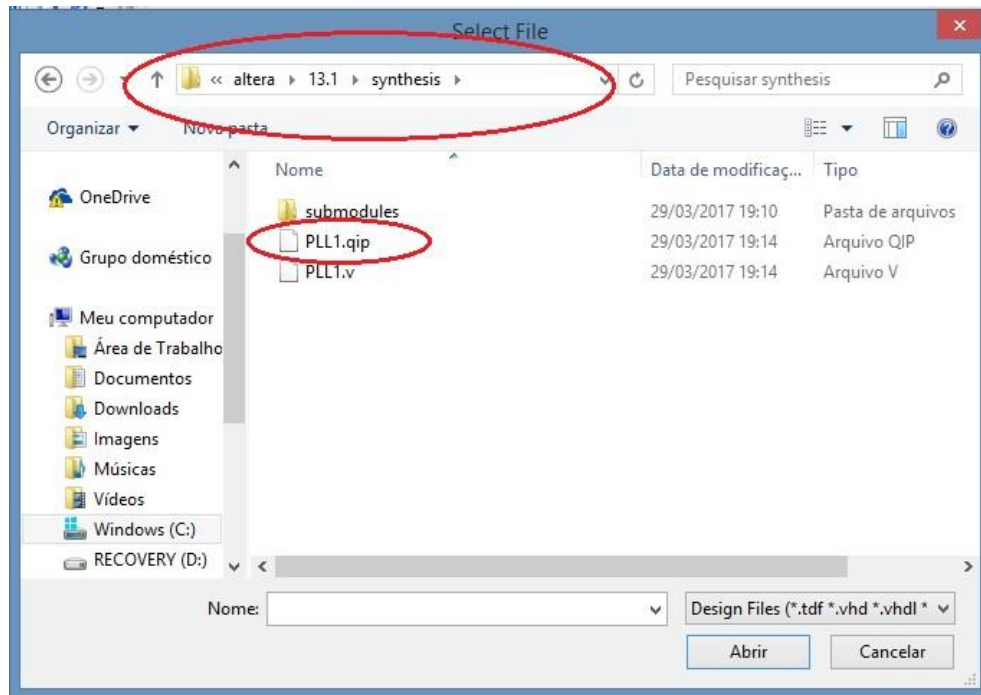 Select File
« altera ▸ 13.1 ▸ synthesis ▸
Pesquisar synthesis
Organizar
Nova pasta
Nome Data de modificaç... Tipo
submodules 29/03/2017 19:10 Pasta de arquivos
PLL1.qip 29/03/2017 19:14 Arquivo QIP
PLL1.v 29/03/2017 19:14 Arquivo V
OneDrive
Grupo doméstico
Meu computador
Área de Trabalho
Documentos
Downloads
Imagens
Músicas
Vídeos
Windows (C:)
RECOVERY (D:)
Nome:
Design Files (*.tdf *.vhd *.vhdl *
Abrir
Cancelar